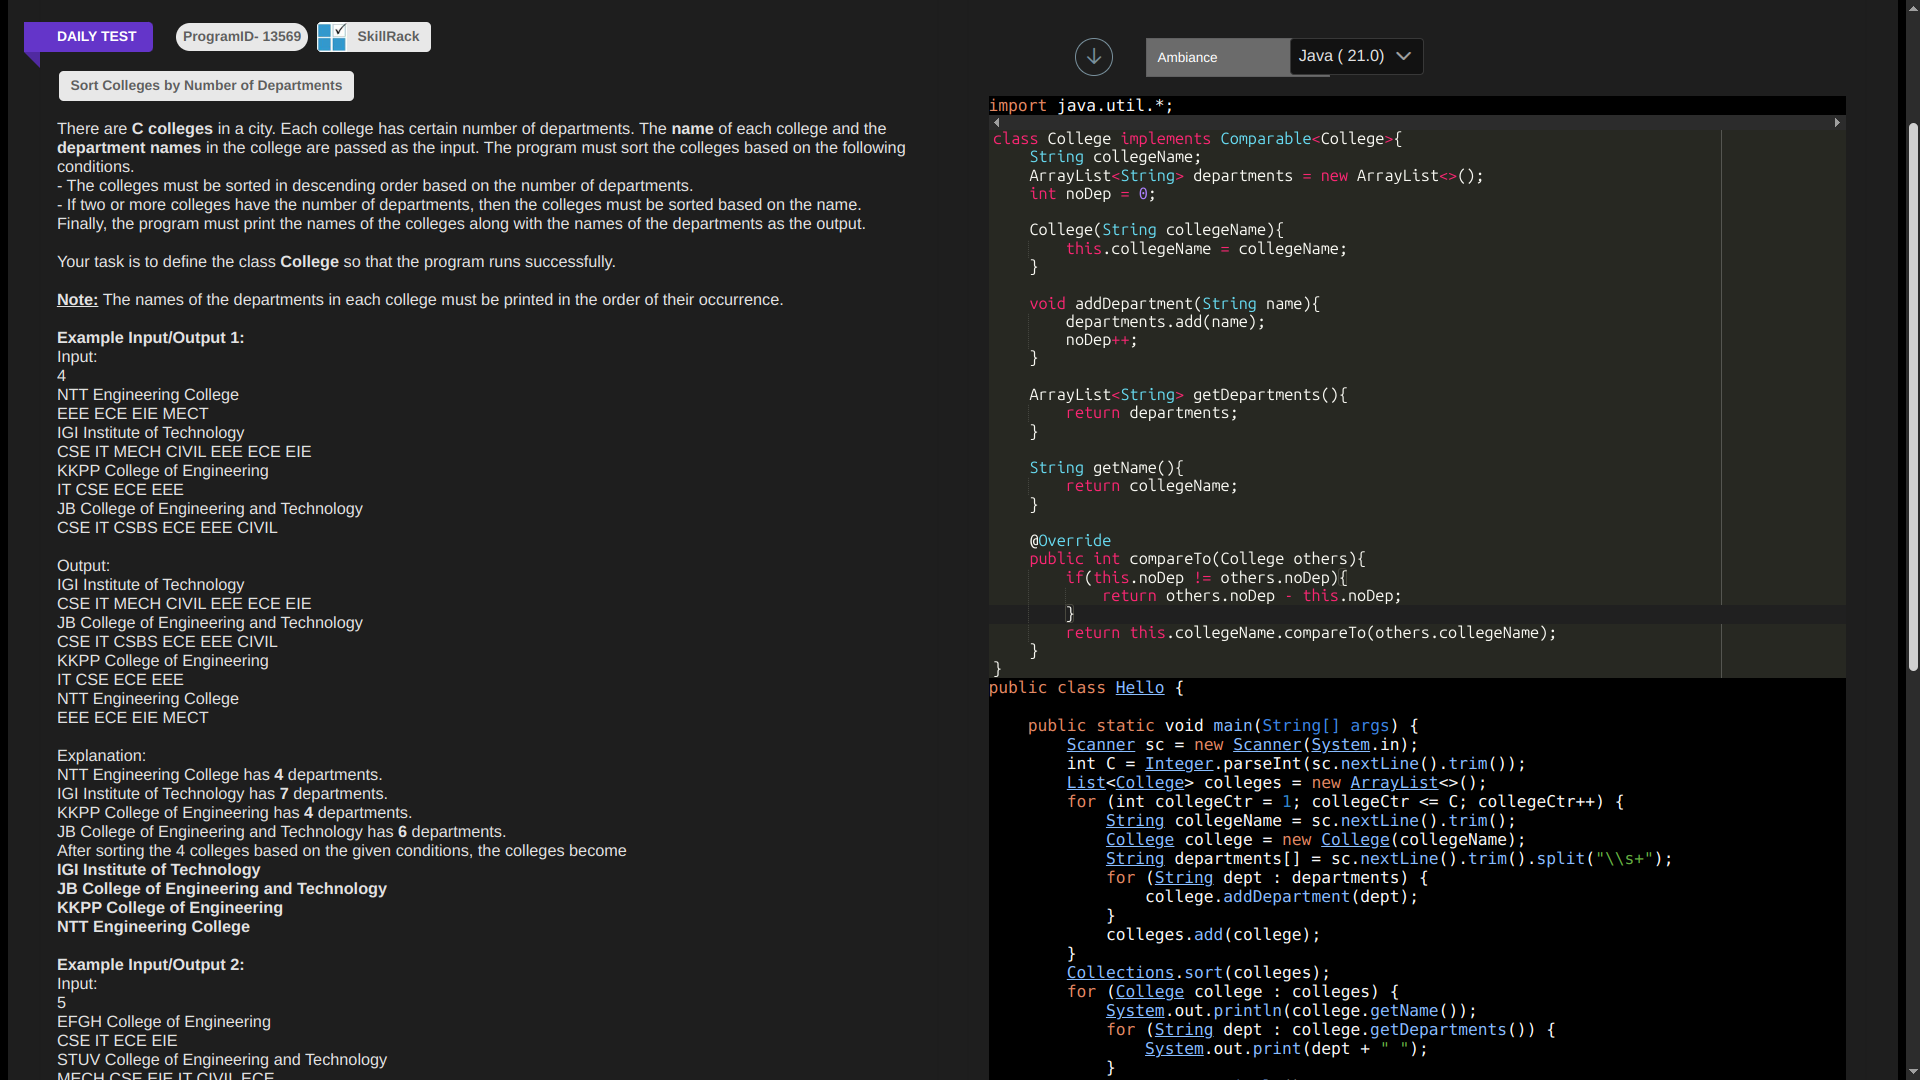 DAILY TEST
ProgramID- 13569
SkillRack
Sort Colleges by Number of Departments
There are C colleges in a city. Each college has certain number of departments. The name of each college and the
department names in the college are passed as the input. The program must sort the colleges based on the following
conditions.
- The colleges must be sorted in descending order based on the number of departments.
- If two or more colleges have the number of departments, then the colleges must be sorted based on the name.
Finally, the program must print the names of the colleges along with the names of the departments as the output.
Your task is to define the class College so that the program runs successfully.
Note: The names of the departments in each college must be printed in the order of their occurrence.
Example Input/Output 1:
Input:
4
NTT Engineering College
EEE ECE EIE MECT
IGI Institute of Technology
CSE IT MECH CIVIL EEE ECE EIE
KKPP College of Engineering
IT CSE ECE EEE
JB College of Engineering and Technology
CSE IT CSBS ECE EEE CIVIL
Output:
IGI Institute of Technology
CSE IT MECH CIVIL EEE ECE EIE
JB College of Engineering and Technology
CSE IT CSBS ECE EEE CIVIL
KKPP College of Engineering
IT CSE ECE EEE
NTT Engineering College
EEE ECE EIE MECT
Explanation:
NTT Engineering College has 4 departments.
IGI Institute of Technology has 7 departments.
KKPP College of Engineering has 4 departments.
JB College of Engineering and Technology has 6 departments.
After sorting the 4 colleges based on the given conditions, the colleges become
IGI Institute of Technology
JB College of Engineering and Technology
KKPP College of Engineering
NTT Engineering College
Example Input/Output 2:
Input:
5
EFGH College of Engineering
CSE IT ECE EIE
STUV College of Engineering and Technology
MECH CSE EIE IT CIVIL ECE
Ambiance
Java ( 21.0)
import java.util.*;
class College implements Comparable<College>{
    String collegeName;
    ArrayList<String> departments = new ArrayList<>();
    int noDep = 0;
    College(String collegeName){
        this.collegeName = collegeName;
    }
    void addDepartment(String name){
        departments.add(name);
        noDep++;
    }
    ArrayList<String> getDepartments(){
        return departments;
    }
    String getName(){
        return collegeName;
    }
    @Override
    public int compareTo(College others){
        if(this.noDep != others.noDep){
            return others.noDep - this.noDep;
        }
        return this.collegeName.compareTo(others.collegeName);
    }
}
public class Hello {
    public static void main(String[] args) {
        Scanner sc = new Scanner(System.in);
        int C = Integer.parseInt(sc.nextLine().trim());
        List<College> colleges = new ArrayList<>();
        for (int collegeCtr = 1; collegeCtr <= C; collegeCtr++) {
            String collegeName = sc.nextLine().trim();
            College college = new College(collegeName);
            String departments[] = sc.nextLine().trim().split("\\s+");
            for (String dept : departments) {
                college.addDepartment(dept);
            }
            colleges.add(college);
        }
        Collections.sort(colleges);
        for (College college : colleges) {
            System.out.println(college.getName());
            for (String dept : college.getDepartments()) {
                System.out.print(dept + " ");
            }